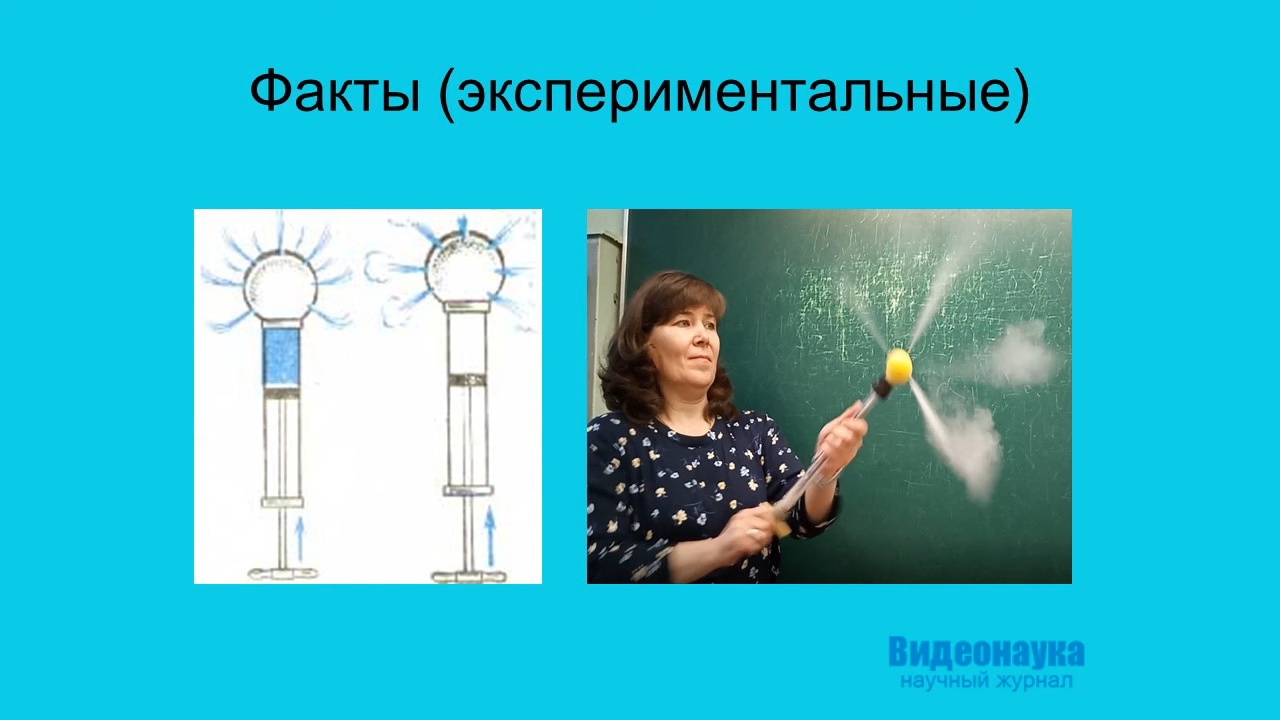 Факты (экспериментальные)
Видеонаука
научный журнал